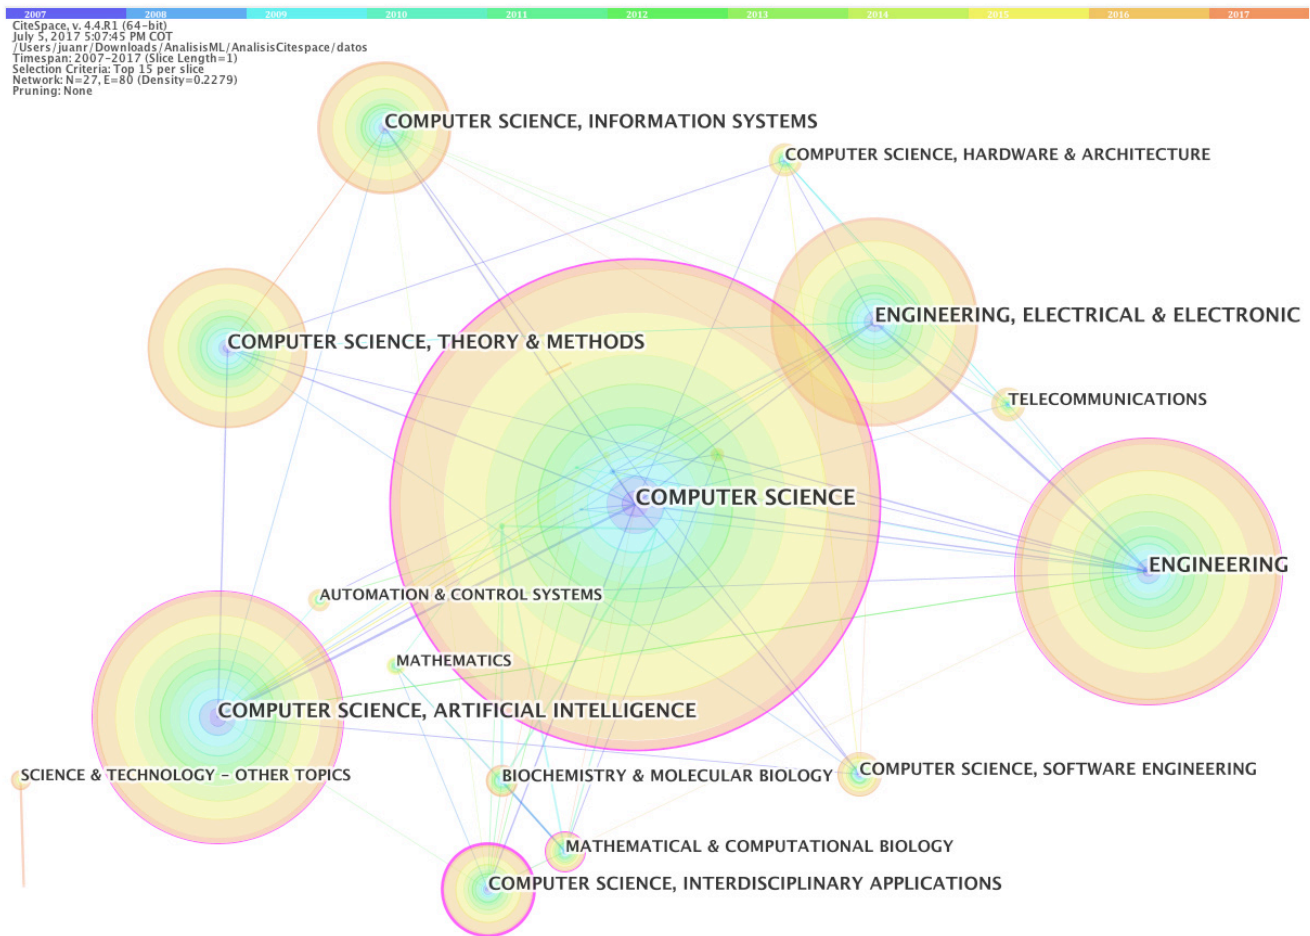 2007 2008 2009 2010 2011 2012 2013 2014 2015 2016 2017
CiteSpace, v. 4.4.R1 (64-bit)
July 5, 2017 5:07:45 PM COT
/Users/juanr/Downloads/AnalisisML/AnalisisCitespace/datos
Timespan: 2007-2017 (Slice Length=1)
Selection Criteria: Top 15 per slice
Network: N=27, E=80 (Density=0.2279)
Pruning: None
COMPUTER SCIENCE, INFORMATION SYSTEMS
COMPUTER SCIENCE, HARDWARE & ARCHITECTURE
ENGINEERING, ELECTRICAL & ELECTRONIC
COMPUTER SCIENCE, THEORY & METHODS
TELECOMMUNICATIONS
COMPUTER SCIENCE
ENGINEERING
AUTOMATION & CONTROL SYSTEMS
MATHEMATICS
COMPUTER SCIENCE, ARTIFICIAL INTELLIGENCE
SCIENCE & TECHNOLOGY - OTHER TOPICS
BIOCHEMISTRY & MOLECULAR BIOLOGY
COMPUTER SCIENCE, SOFTWARE ENGINEERING
MATHEMATICAL & COMPUTATIONAL BIOLOGY
COMPUTER SCIENCE, INTERDISCIPLINARY APPLICATIONS